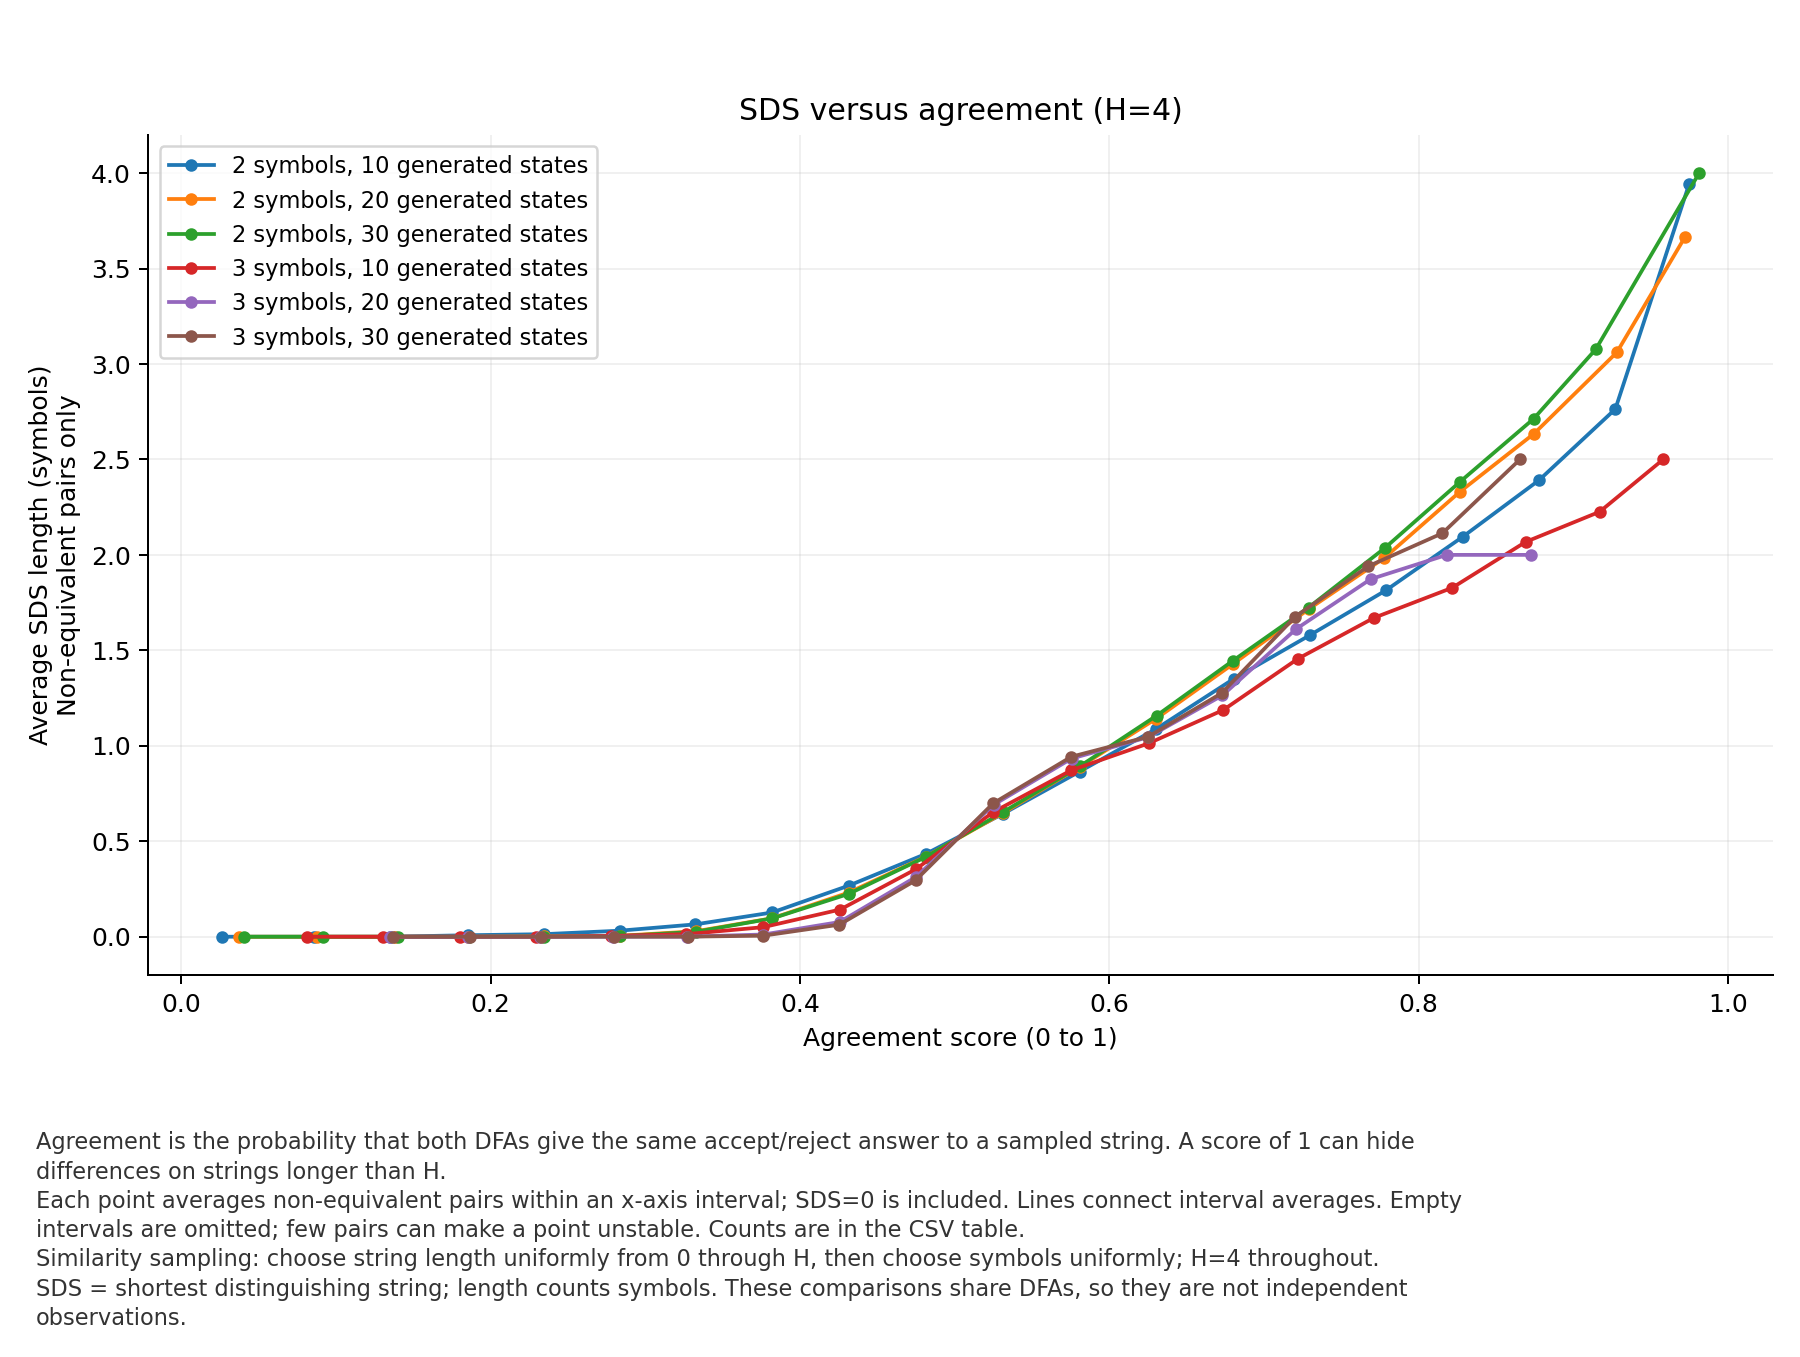 SDS versus agreement (H=4)
2 symbols, 10 generated states
2 symbols, 20 generated states
2 symbols, 30 generated states
3 symbols, 10 generated states
3 symbols, 20 generated states
3 symbols, 30 generated states
Average SDS length (symbols)
Non-equivalent pairs only
4.0
3.5
3.0
2.5
2.0
1.5
1.0
0.5
0.0
0.0
0.2
0.4
0.6
0.8
1.0
Agreement score (0 to 1)
Agreement is the probability that both DFAs give the same accept/reject answer to a sampled string. A score of 1 can hide
differences on strings longer than H.
Each point averages non-equivalent pairs within an x-axis interval; SDS=0 is included. Lines connect interval averages. Empty
intervals are omitted; few pairs can make a point unstable. Counts are in the CSV table.
Similarity sampling: choose string length uniformly from 0 through H, then choose symbols uniformly; H=4 throughout.
SDS = shortest distinguishing string; length counts symbols. These comparisons share DFAs, so they are not independent
observations.